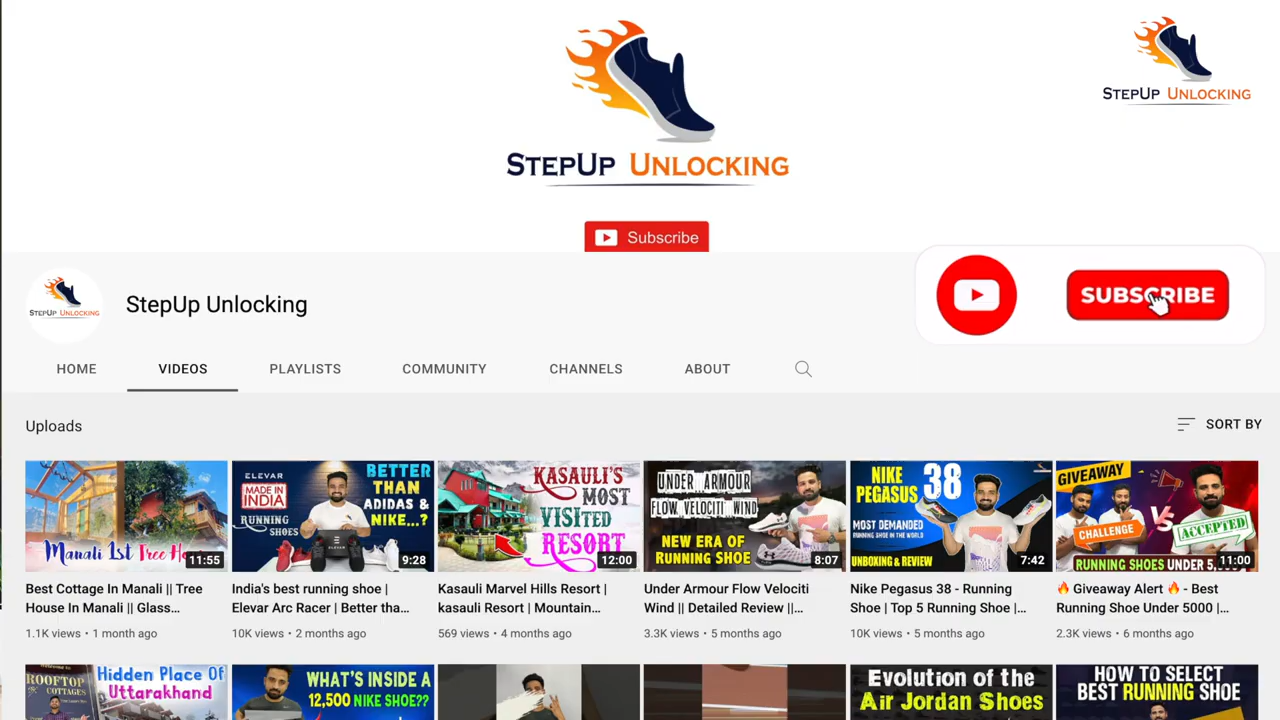 StepUp Unlocking
StepUp Unlocking
Subscribe
StepUp Unlocking
StepUp Unlocking
SUBSCRIBE
HOME VIDEOS PLAYLISTS COMMUNITY CHANNELS ABOUT
Uploads
SORT BY
Manali 1st Tree H
11:55
ELEVAR
MADE IN
INDIA
RUNNING
SHOES
BETTER
THAN
ADIDAS &
NIKE...?
ELEVAR
9:28
KASAULI'S
MOST
VISITED
RESORT
12:00
UNDER ARMOUR
FLOW VELOCITI WIND
NEW ERA OF
RUNNING SHOE
8:07
NIKE
PEGASUS 38
MOST DEMANDED
RUNNING SHOE IN THE WORLD
UNBOXING & REVIEW
7:42
GIVEAWAY
CHALLENGE
VS
ACCEPTED
RUNNING SHOES UNDER 5,0
11:00
Best Cottage In Manali || Tree
House In Manali || Glass...
1.1K views • 1 month ago
India's best running shoe |
Elevar Arc Racer | Better tha...
10K views • 2 months ago
Kasauli Marvel Hills Resort |
kasauli Resort | Mountain...
569 views • 4 months ago
Under Armour Flow Velociti
Wind || Detailed Review ||...
3.3K views • 5 months ago
Nike Pegasus 38 - Running
Shoe | Top 5 Running Shoe |...
10K views • 5 months ago
🔥 Giveaway Alert 🔥 - Best
Running Shoe Under 5000 |...
2.3K views • 6 months ago
ROOFTOP
COTTAGES
Hidden Place Of
Uttarakhand
WHAT'S INSIDE A
12,500 NIKE SHOE??
Evolution of the
Air Jordan Shoes
HOW TO SELECT
BEST RUNNING SHOE